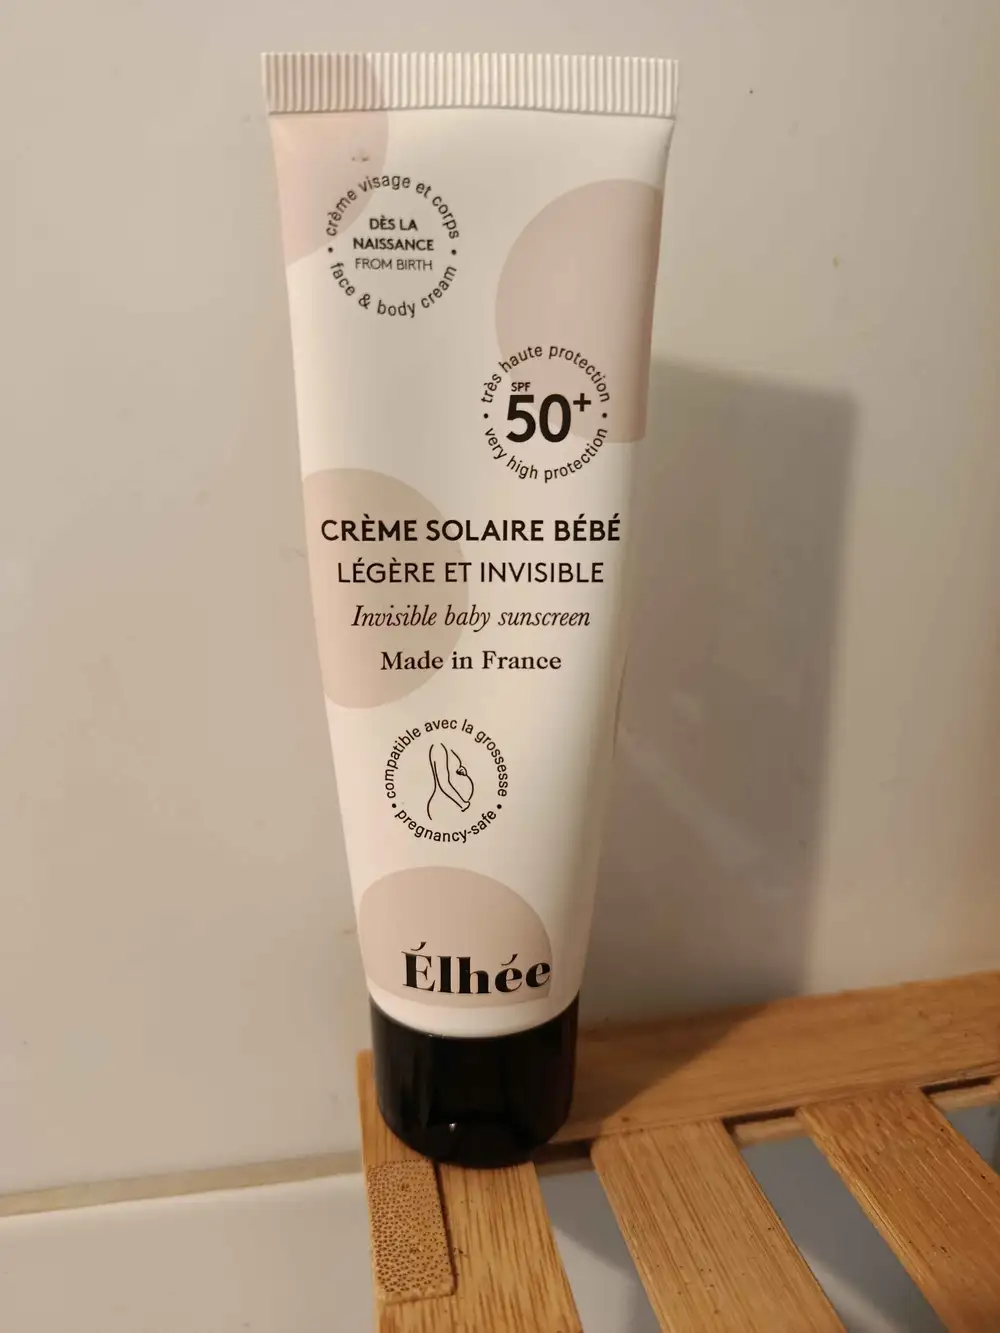 crème visage et corps
DÈS LA
NAISSANCE
FROM BIRTH
face & body cream
très haute protection
SPF
50+
very high protection
CRÈME SOLAIRE BÉBÉ
LÉGÈRE ET INVISIBLE
Invisible baby sunscreen
Made in France
compatible avec la grossesse
pregnancy-safe
Élhée